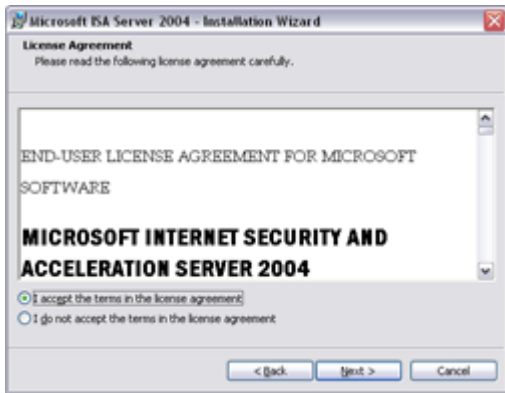 Microsoft ISA Server 2004 - Installation Wizard
License Agreement
Please read the following license agreement carefully.
END-USER LICENSE AGREEMENT FOR MICROSOFT
SOFTWARE
MICROSOFT INTERNET SECURITY AND
ACCELERATION SERVER 2004
I accept the terms in the license agreement
I do not accept the terms in the license agreement
< Back
Next >
Cancel